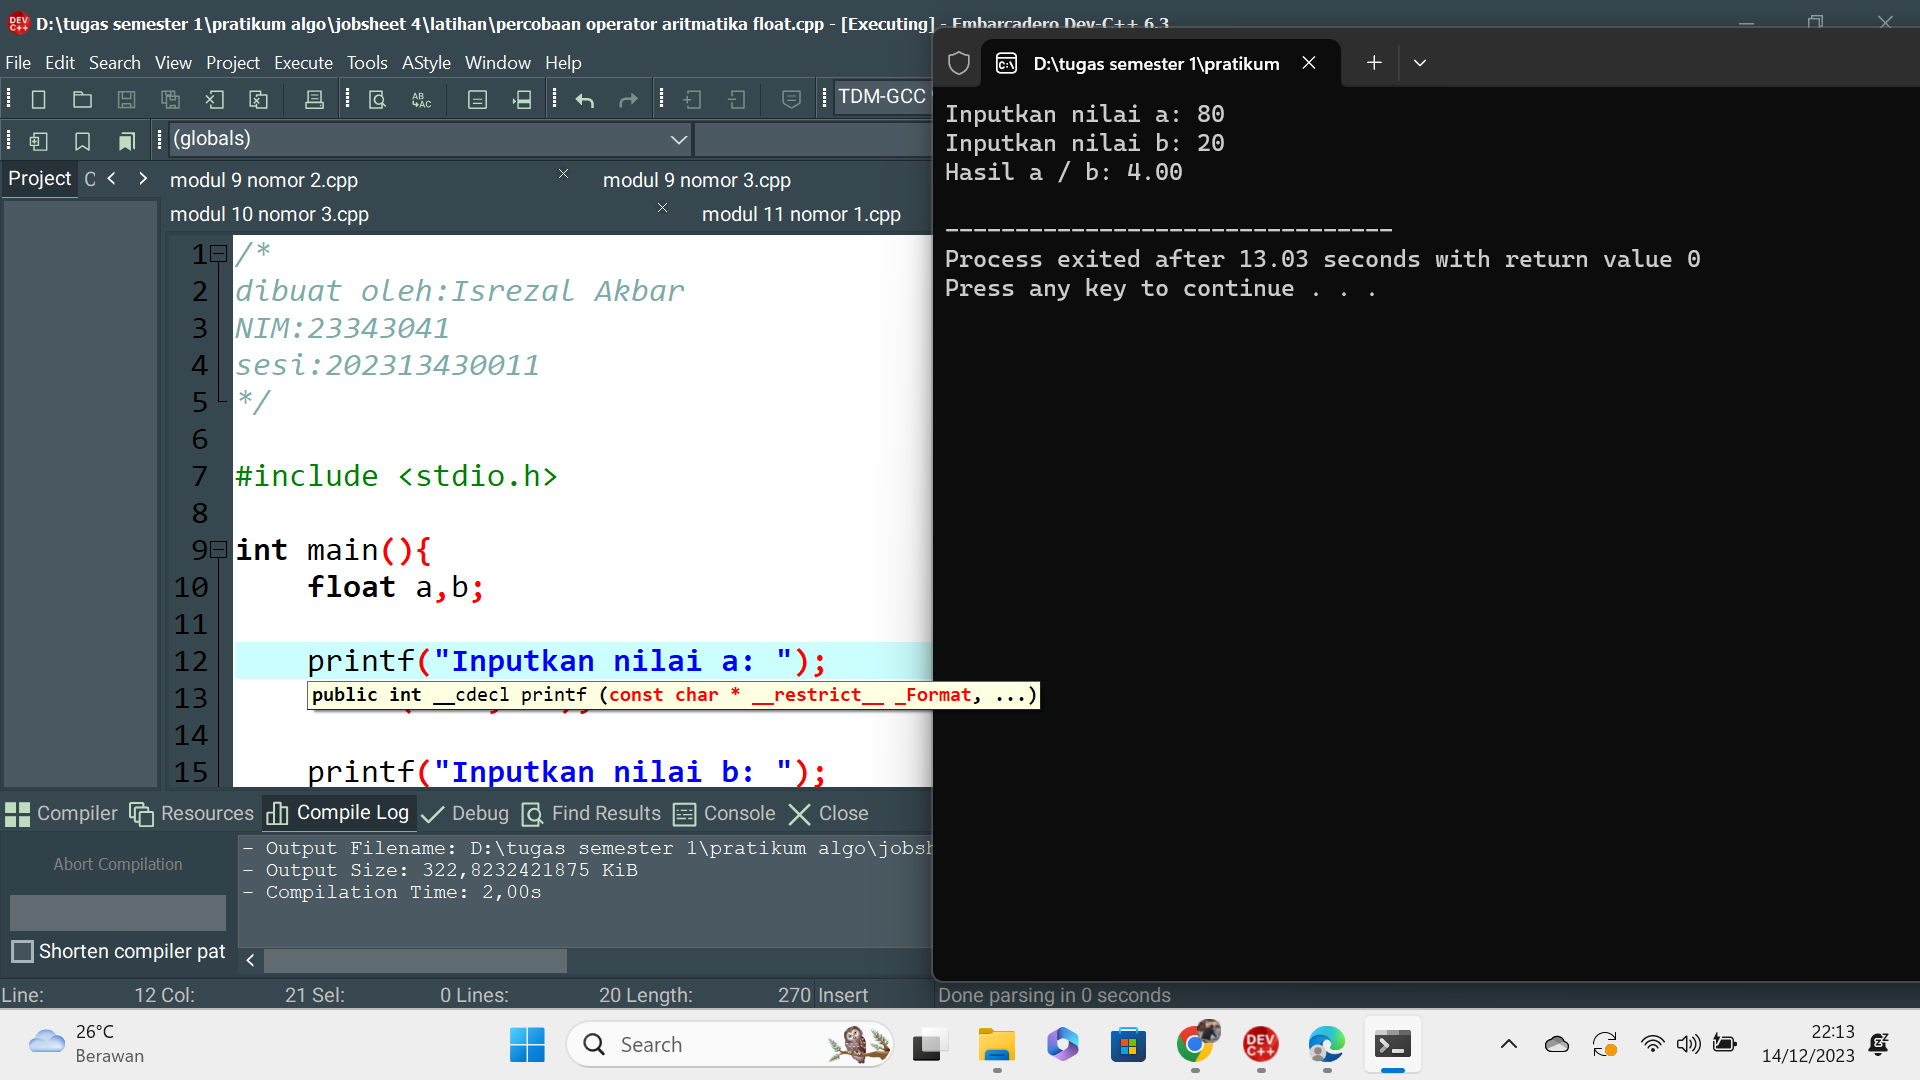 D:\tugas semester 1\pratikum algo\jobsheet 4\latihan\percobaan operator aritmatika float.cpp - [Executing] - Embarcadero Dev-C++ 6.3
File Edit Search View Project Execute Tools AStyle Window Help
TDM-GCC
(globals)
Project
modul 9 nomor 2.cpp
modul 9 nomor 3.cpp
modul 10 nomor 3.cpp
modul 11 nomor 1.cpp
1 /*
2 dibuat oleh:Isrezal Akbar
3 NIM:23343041
4 sesi:202313430011
5 */
6
7 #include <stdio.h>
8
9 int main(){
10 float a,b;
11
12 printf("Inputkan nilai a: ");
13
public int __cdecl printf (const char * __restrict__ _Format, ...)
14
15 printf("Inputkan nilai b: ");
Compiler Resources Compile Log Debug Find Results Console Close
Abort Compilation
Shorten compiler pat
- Output Filename: D:\tugas semester 1\pratikum algo\jobsh
- Output Size: 322,8232421875 KiB
- Compilation Time: 2,00s
Line: 12 Col: 21 Sel: 0 Lines: 20 Length: 270 Insert Done parsing in 0 seconds
D:\tugas semester 1\pratikum
Inputkan nilai a: 80
Inputkan nilai b: 20
Hasil a / b: 4.00
--------------------------------
Process exited after 13.03 seconds with return value 0
Press any key to continue . . .
26°C
Berawan
Search
DEV
C++
22:13
14/12/2023